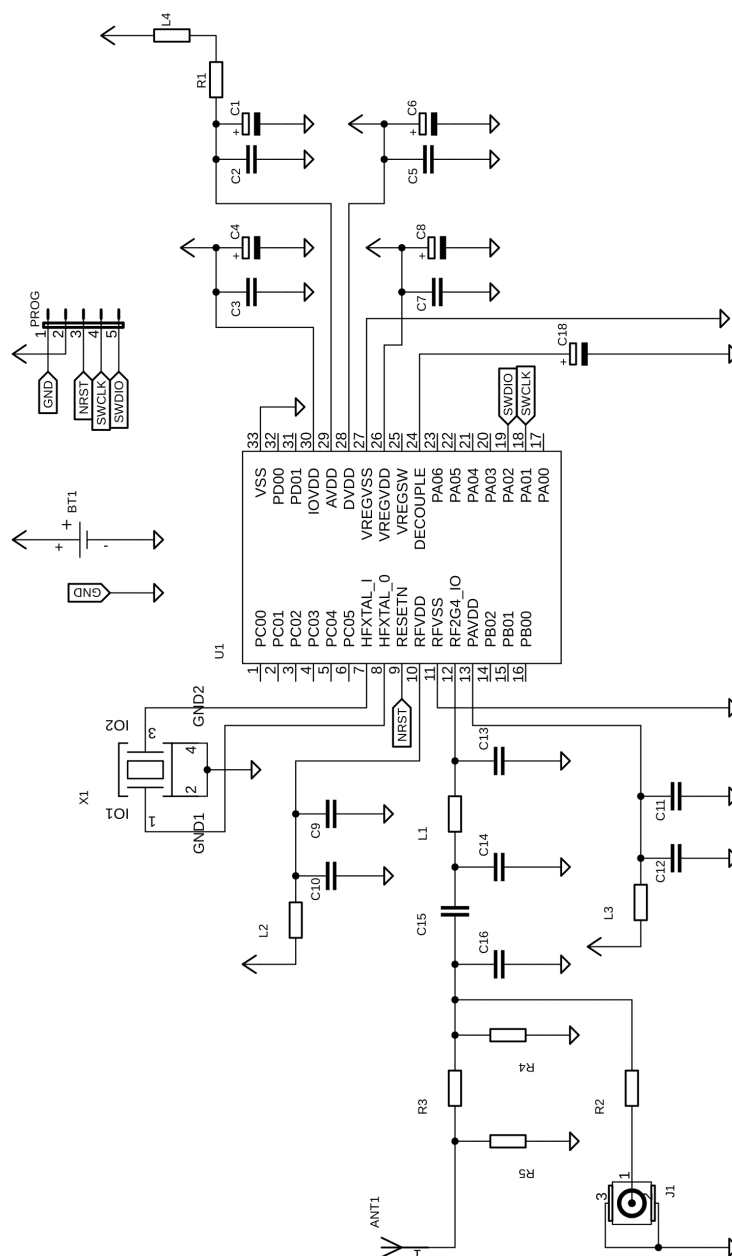 L4
R1
C1
+
C2
C6
+
C5
C4
+
C3
C8
+
C7
C18
+
PROG
1
2
3
4
5
GND
NRST
SWCLK
SWDIO
BT1
+
+
-
GND
SWDIO
SWCLK
33
32
31
30
29
28
27
26
25
24
23
22
21
20
19
18
17
VSS
PD00
PD01
IOVDD
AVDD
DVDD
VREGVSS
VREGVDD
VREGSW
DECOUPLE
PA06
PA05
PA04
PA03
PA02
PA01
PA00
U1
PC00
PC01
PC02
PC03
PC04
PC05
HFXTAL_I
HFXTAL_0
RESETN
RFVDD
RFVSS
RF2G4_IO
PAVDD
PB02
PB01
PB00
1
2
3
4
5
6
7
8
9
10
11
12
13
14
15
16
NRST
X1
IO2
3
GND2
4
2
IO1
1
GND1
C9
C10
L2
C13
L1
C14
C15
C16
C11
C12
L3
R4
R3
R5
R2
ANT1
1
3
1
2
J1